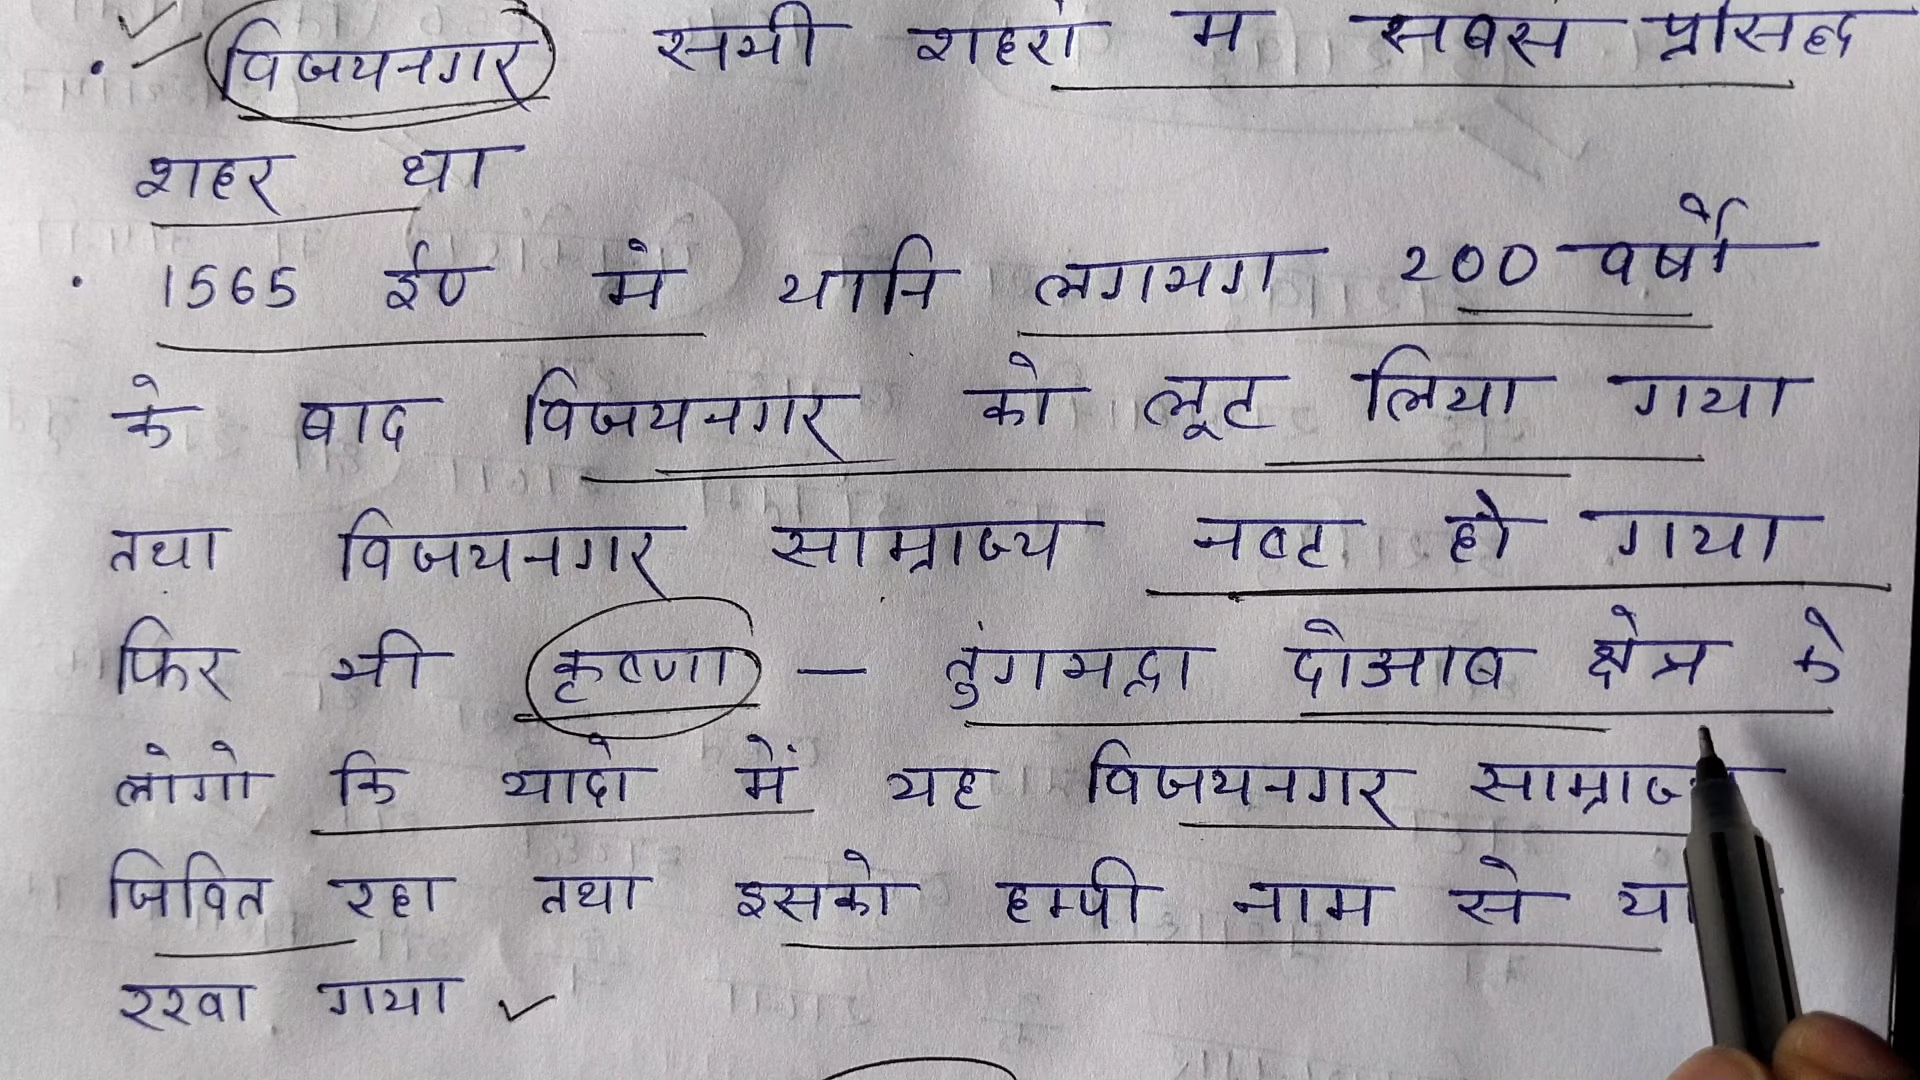 . विजयनगर सभी शहरो म सबस प्रसिद्ध
शहर था
. 1565 ई० मे यानि लगभग 200 वर्षो
के बाद विजयनगर को लूट लिया गया
तथा विजयनगर साम्राज्य नष्ट हो गया
फिर भी कृष्णा - तुंगभद्रा दोआब क्षेत्र के
लोगो कि यादो में यह विजयनगर
जिवित रहा तथा इसको हम्पी नाम से
रखा गया